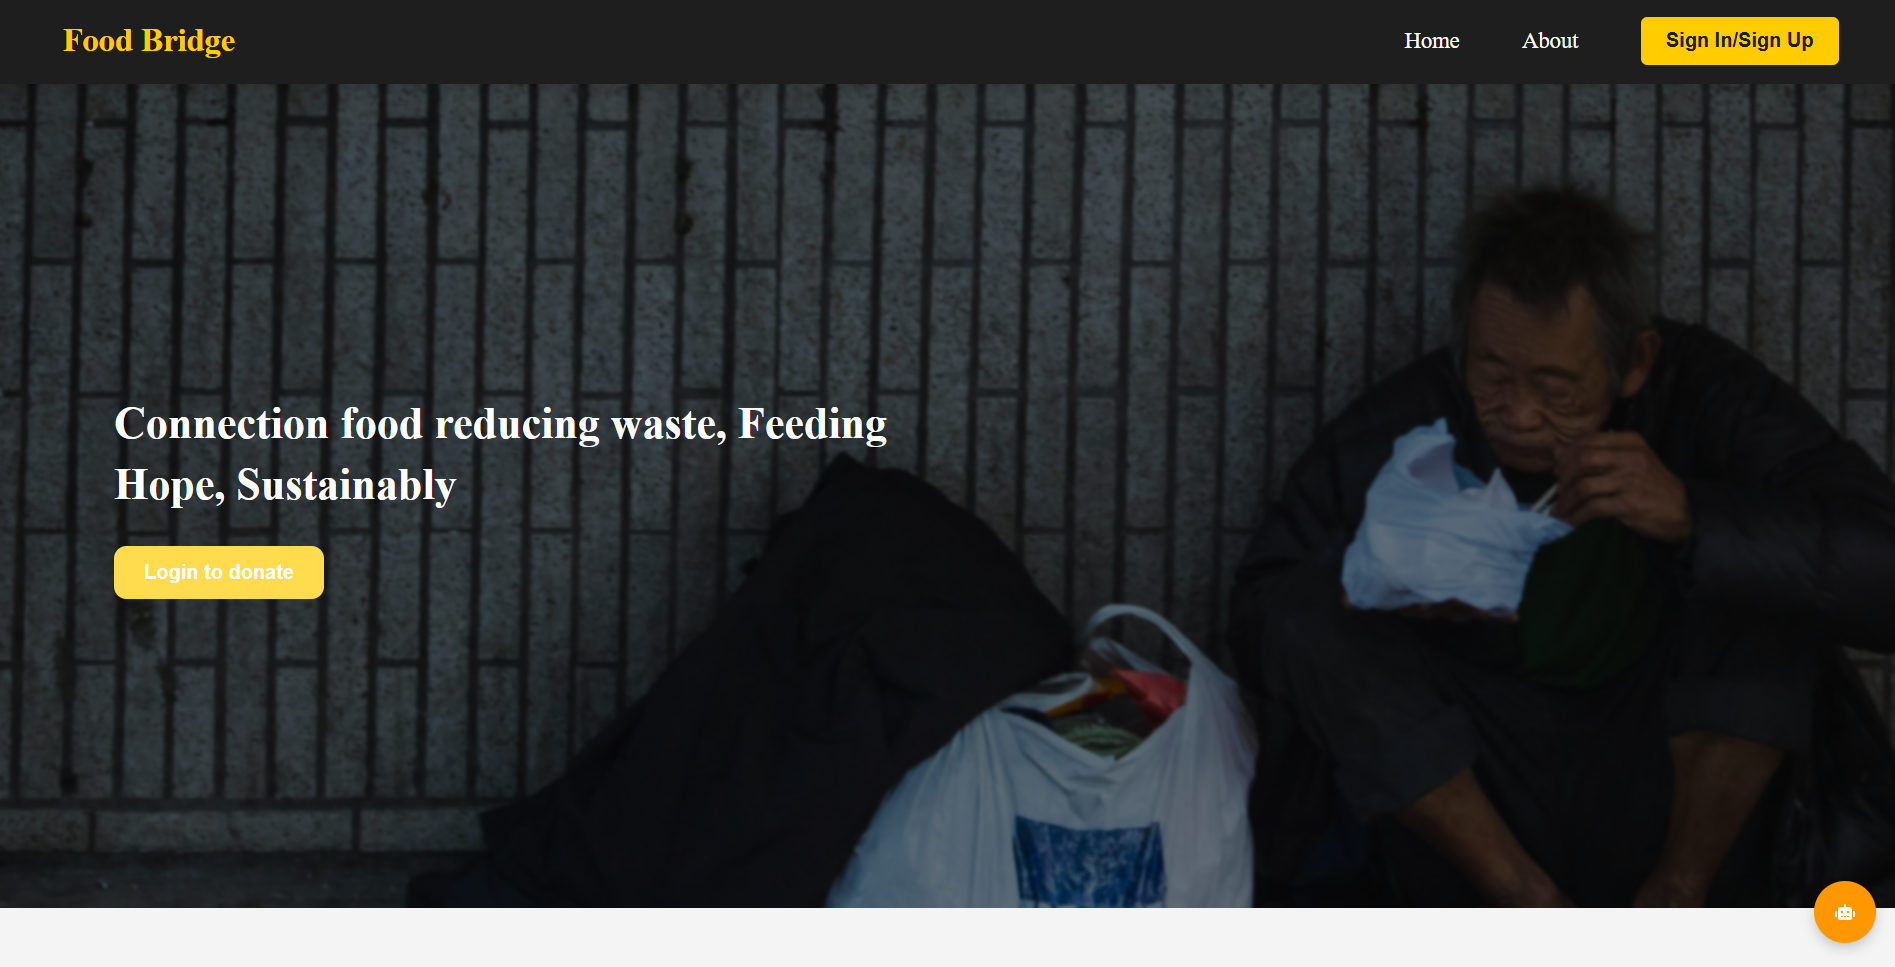 Food Bridge
Home
About
Sign In/Sign Up
Connection food reducing waste, Feeding
Hope, Sustainably
Login to donate